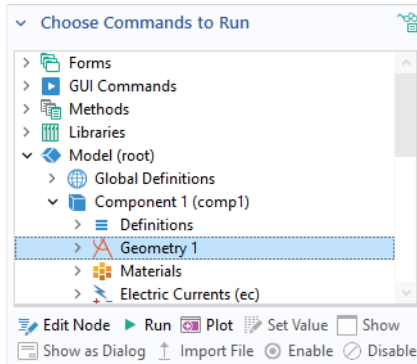 Choose Commands to Run
Forms
GUI Commands
Methods
Libraries
Model (root)
Global Definitions
Component 1 (comp1)
Definitions
Geometry 1
Materials
Electric Currents (ec)
Edit Node Run Plot Set Value Show
Show as Dialog Import File Enable Disable